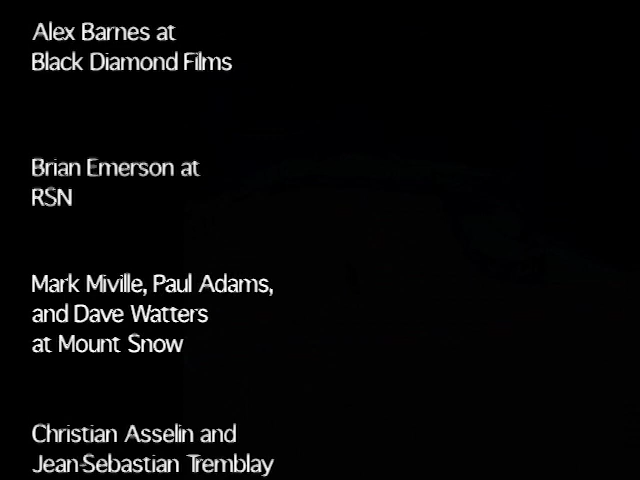 Alex Barnes at
Black Diamond Films
Brian Emerson at
RSN
Mark Miville, Paul Adams,
and Dave Watters
at Mount Snow
Christian Asselin and
Jean-Sebastian Tremblay